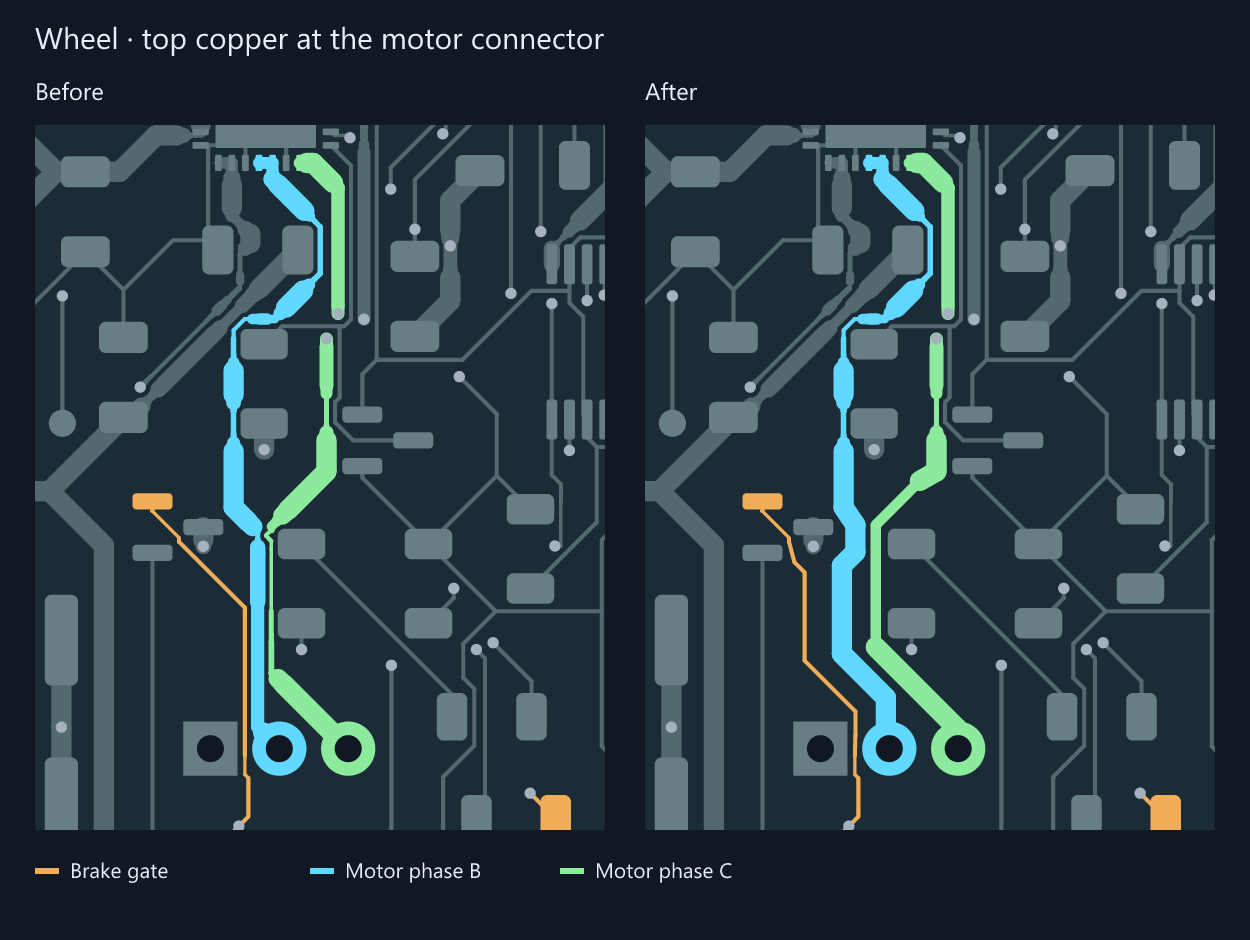 Wheel · top copper at the motor connector
Before
After
Brake gate
Motor phase B
Motor phase C